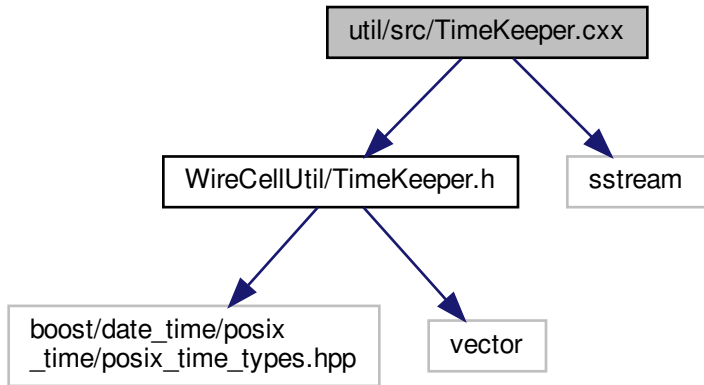 util/src/TimeKeeper.cxx
WireCellUtil/TimeKeeper.h
sstream
boost/date_time/posix
_time/posix_time_types.hpp
vector